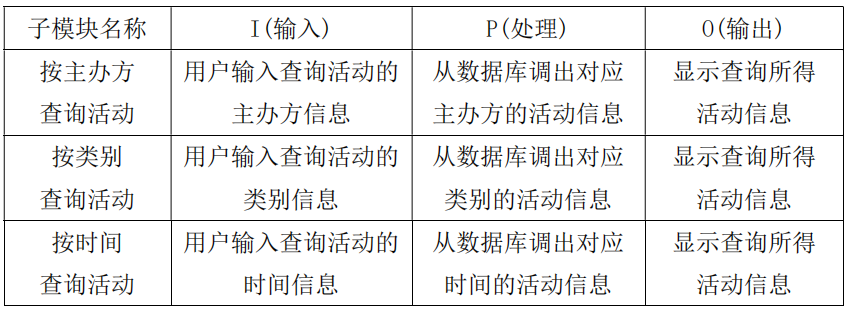 子模块名称 I(输入) P(处理) O(输出)
按主办方 用户输入查询活动的 从数据库调出对应 显示查询所得
查询活动 主办方信息 主办方的活动信息 活动信息
按类别 用户输入查询活动的 从数据库调出对应 显示查询所得
查询活动 类别信息 类别的活动信息 活动信息
按时间 用户输入查询活动的 从数据库调出对应 显示查询所得
查询活动 时间信息 时间的活动信息 活动信息